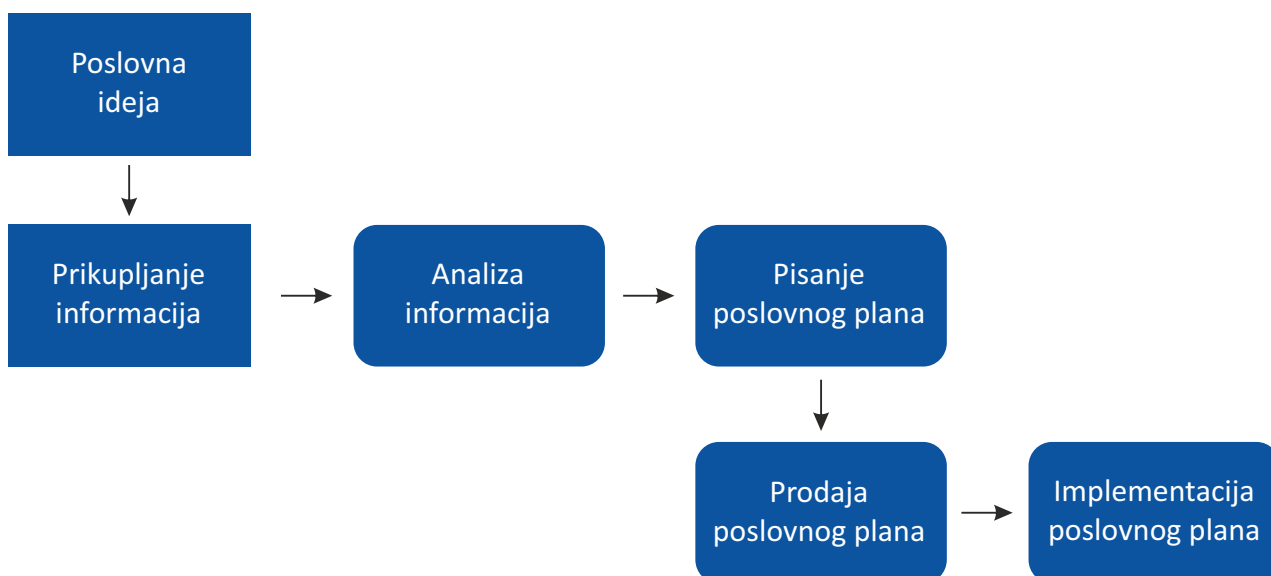 Poslovna
ideja
Prikupljanje
informacija
Analiza
informacija
Pisanje
poslovnog plana
Prodaja
poslovnog plana
Implementacija
poslovnog plana